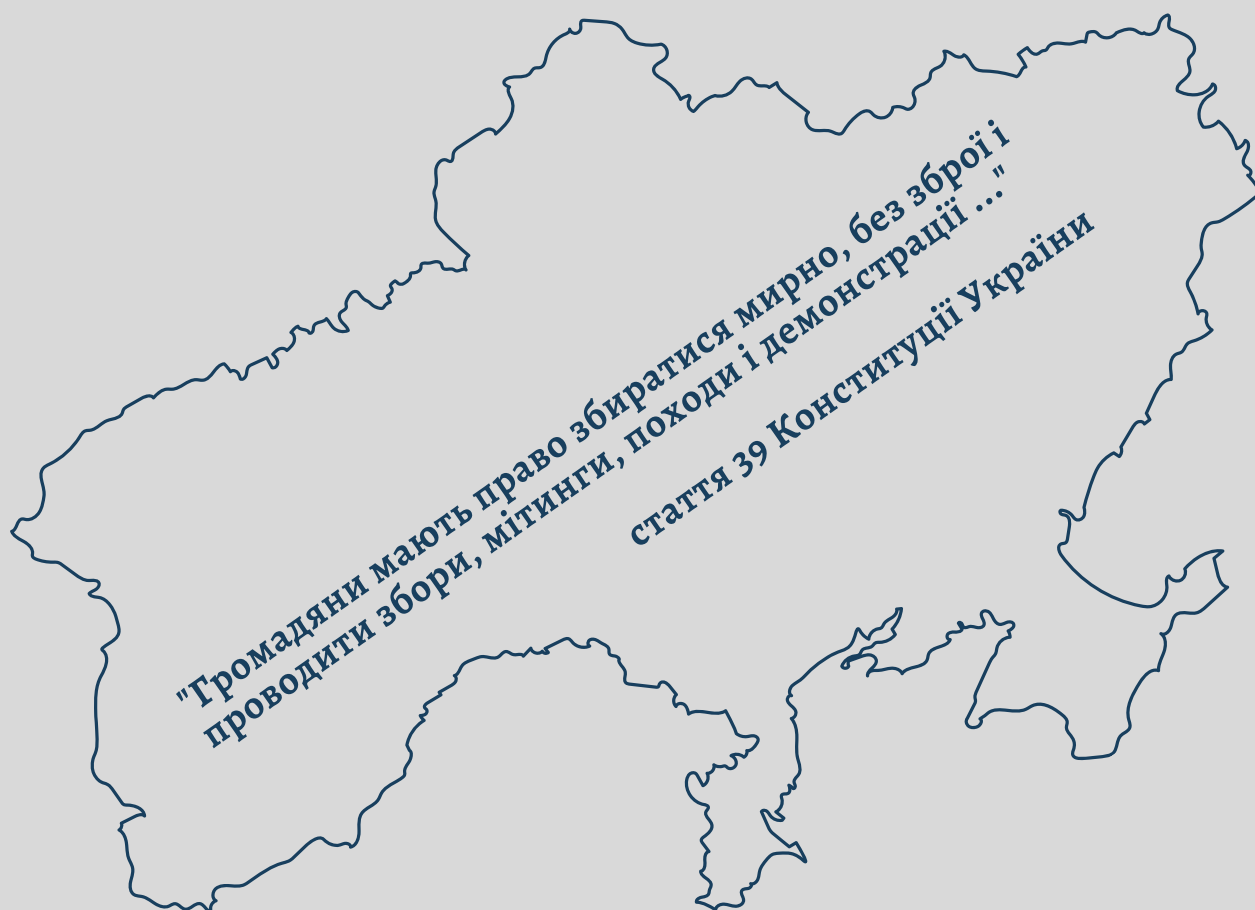 "Громадяни мають право збиратися мирно, без зброї і
проводити збори, мітинги, походи і демонстрації ..."
стаття 39 Конституції України